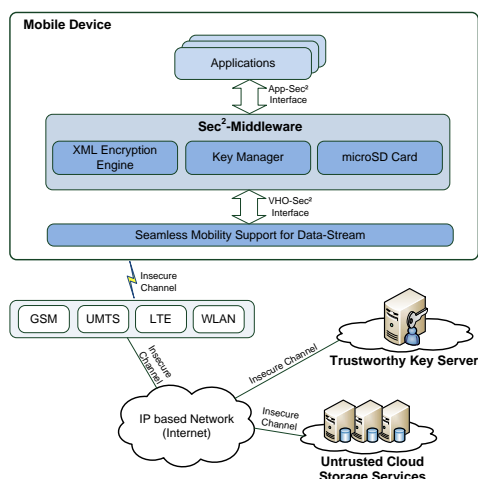 Mobile Device
Applications
App-Sec²
Interface
Sec²-Middleware
XML Encryption
Engine
Key Manager
microSD Card
VHO-Sec²
Interface
Seamless Mobility Support for Data-Stream
Insecure
Channel
GSM
UMTS
LTE
WLAN
Insecure
Channel
Insecure Channel
Trustworthy Key Server
IP based Network
(Internet)
Insecure
Channel
Untrusted Cloud
Storage Services